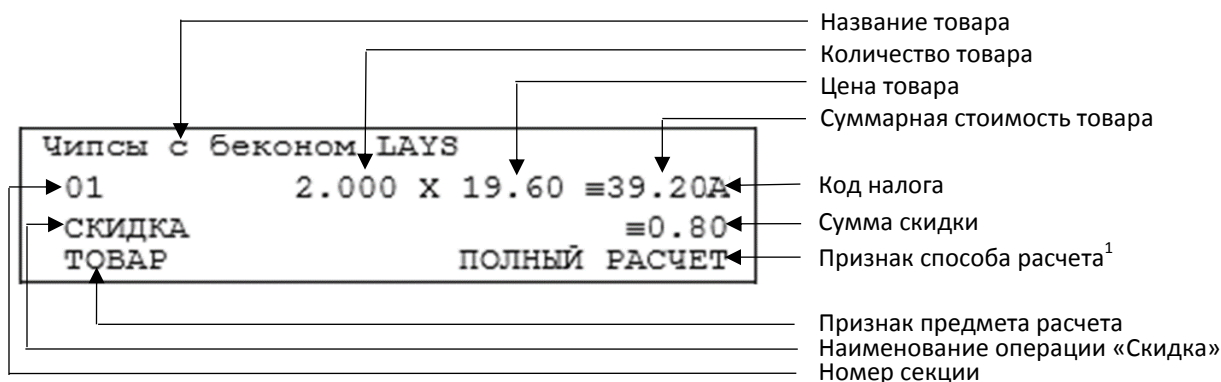 Название товара
Количество товара
Цена товара
Суммарная стоимость товара
Чипсы с беконом LAYS
01 2.000 X 19.60 ≡39.20А
Код налога
СКИДКА ≡0.80
Сумма скидки
ТОВАР ПОЛНЫЙ РАСЧЕТ
Признак способа расчета¹
Признак предмета расчета
Наименование операции «Скидка»
Номер секции